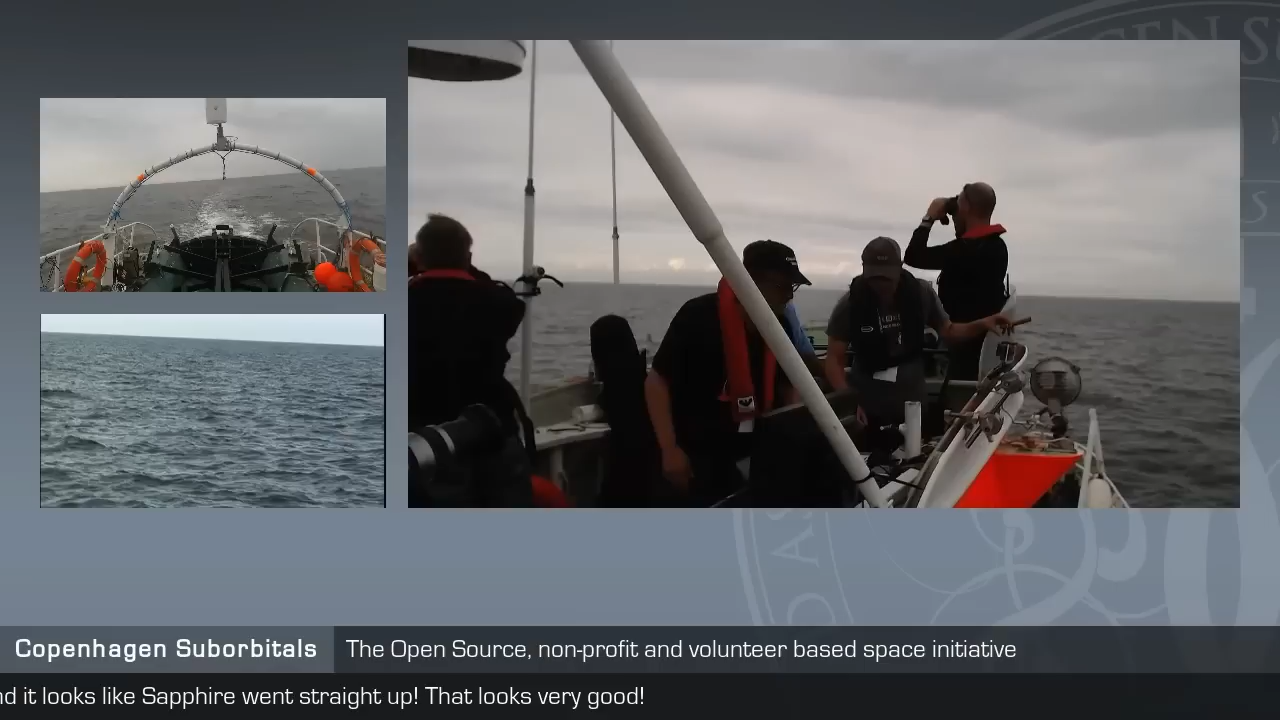 Copenhagen Suborbitals The Open Source, non-profit and volunteer based space initiative
nd it looks like Sapphire went straight up! That looks very good!